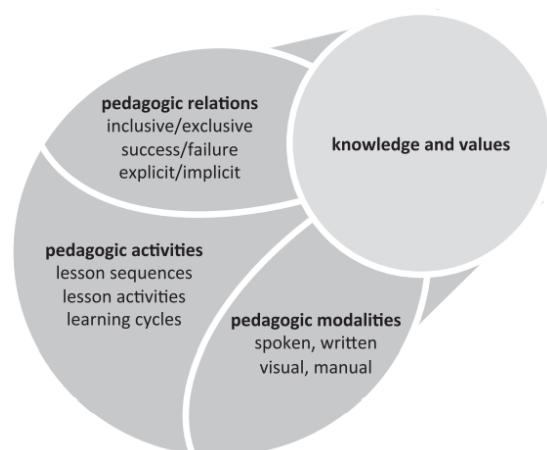 pedagogic relations
inclusive/exclusive
success/failure
explicit/implicit
knowledge and values
pedagogic activities
lesson sequences
lesson activities
learning cycles
pedagogic modalities
spoken, written
visual, manual